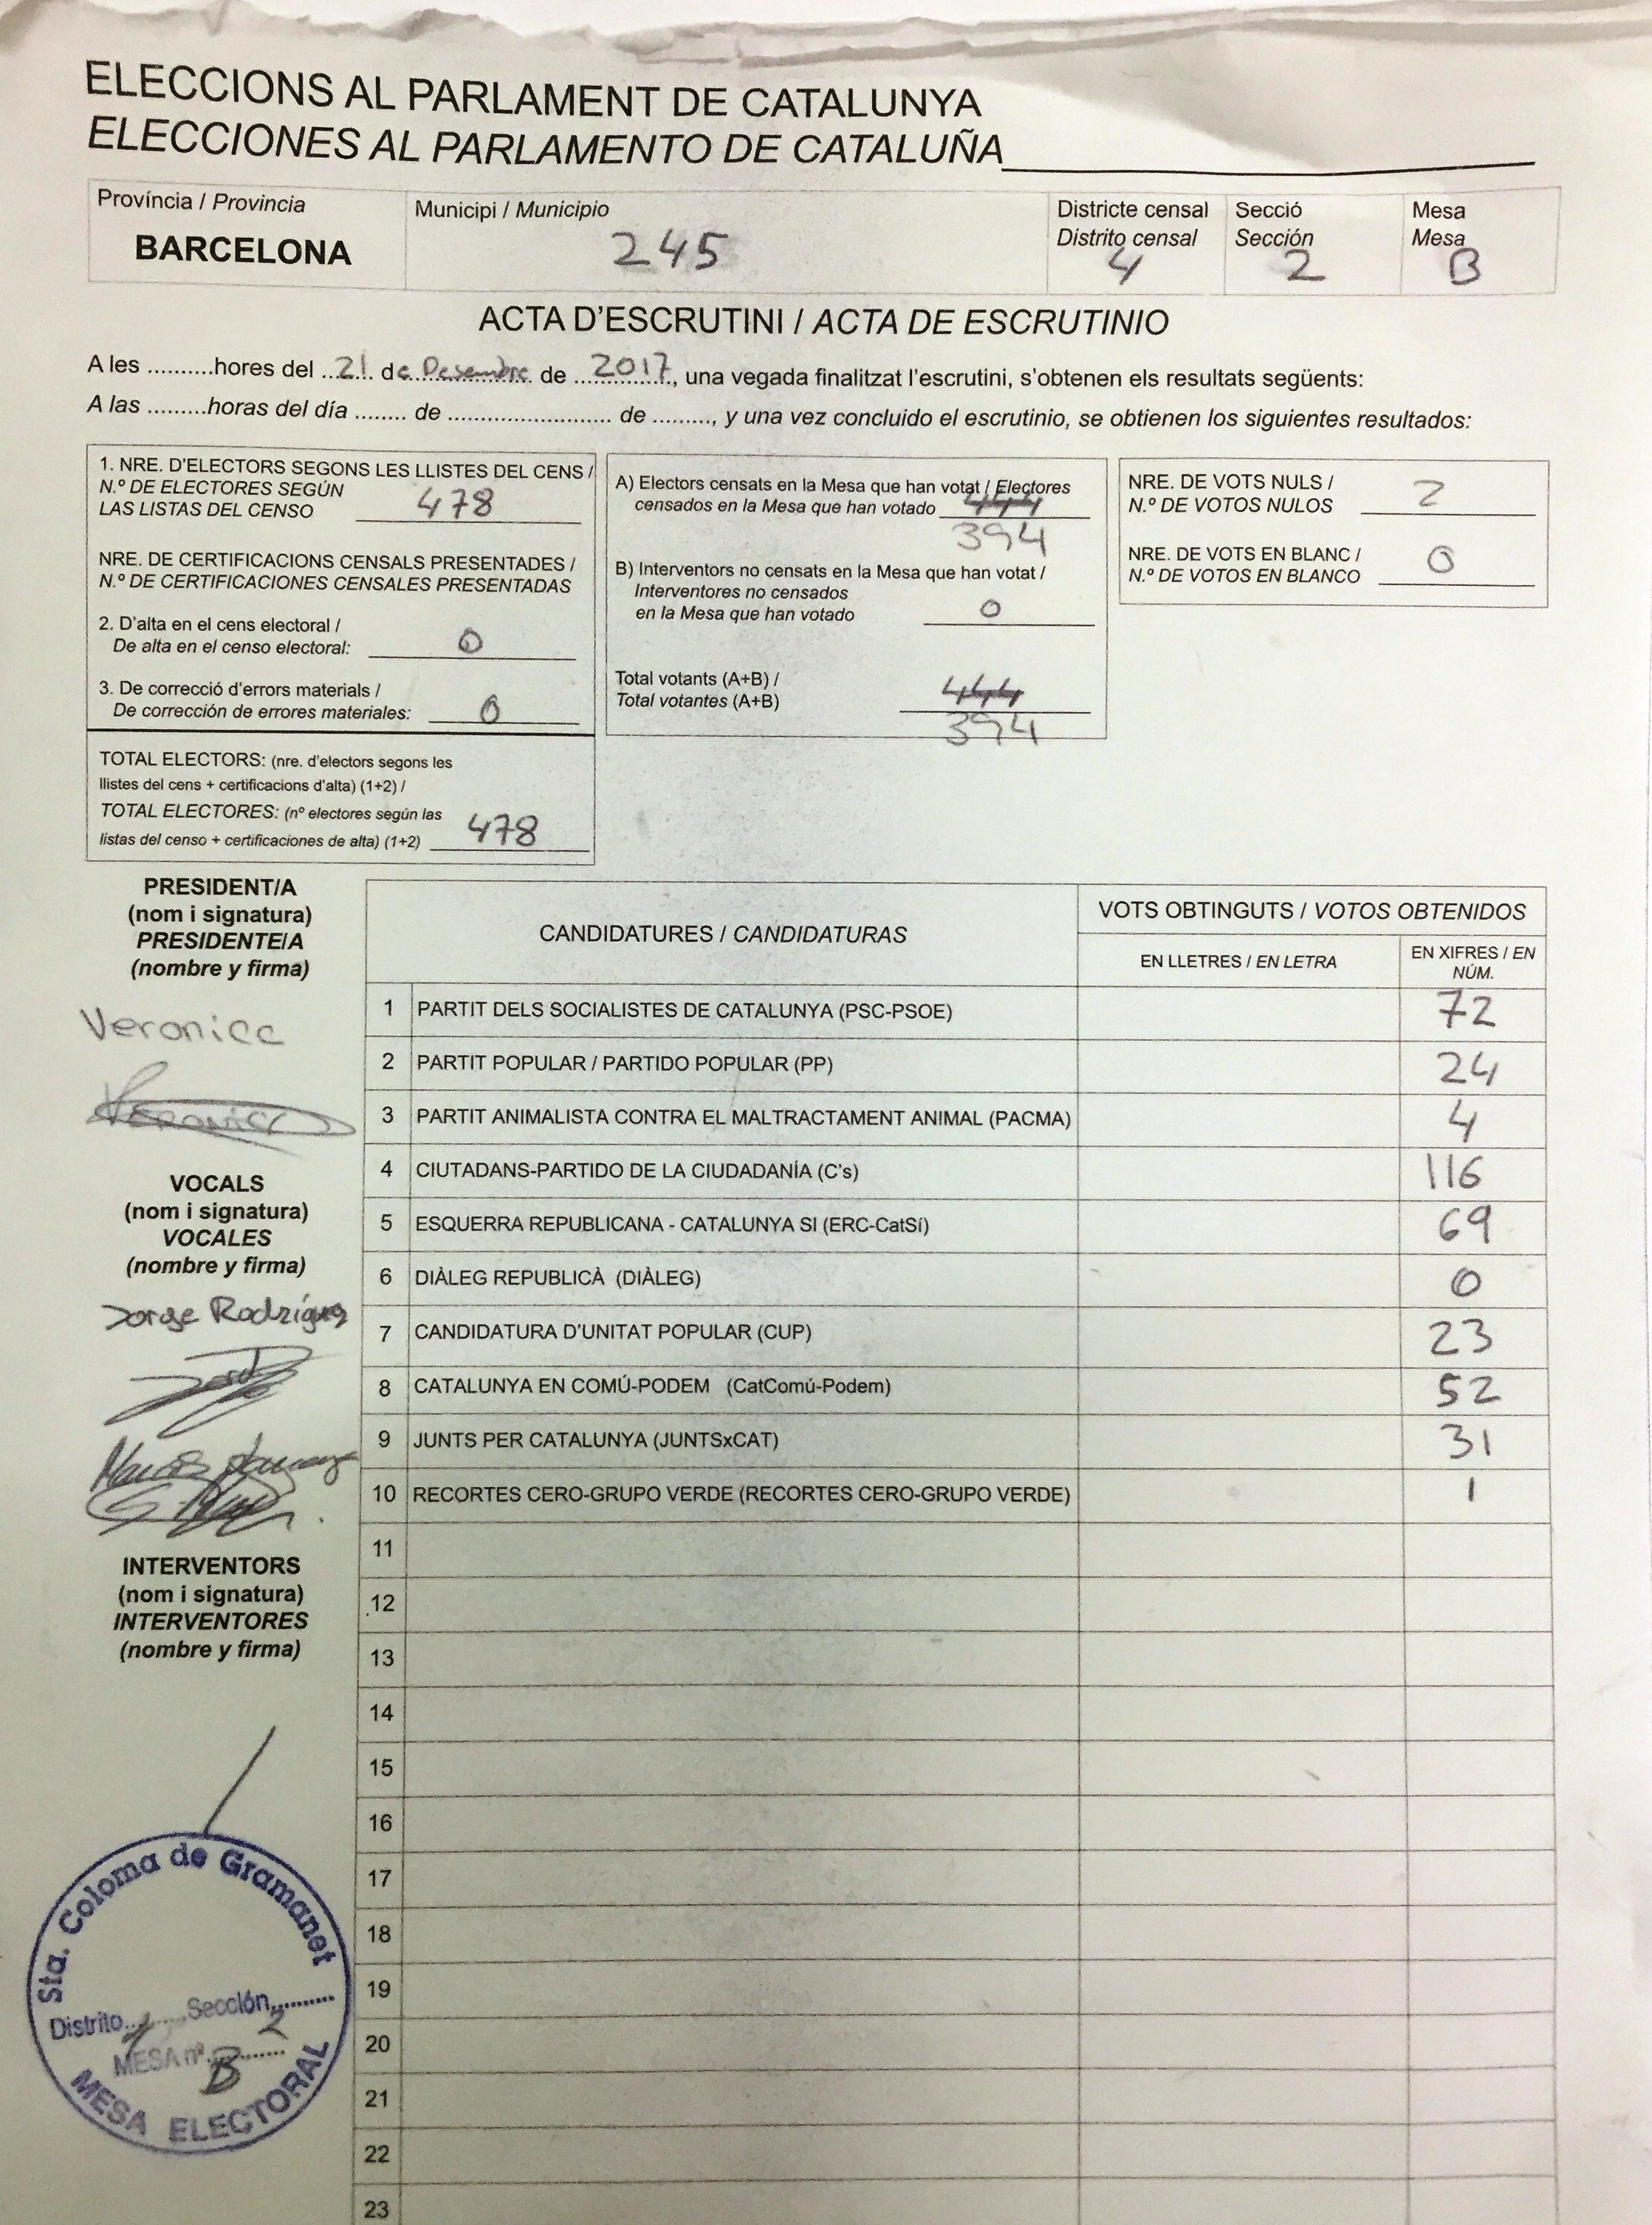 ELECCIONS AL PARLAMENT DE CATALUNYA
ELECCIONES AL PARLAMENTO DE CATALUÑA
Província / Provincia
BARCELONA
Municipi / Municipio
245
Districte censal
Distrito censal
4
Secció
Sección
2
Mesa
Mesa
B
ACTA D'ESCRUTINI / ACTA DE ESCRUTINIO
A les ..........hores del ...21... de Desembre de ...2017..., una vegada finalitzat l'escrutini, s'obtenen els resultats següents:
A las .........horas del día ........ de ......................... de ........., y una vez concluido el escrutinio, se obtienen los siguientes resultados:
1. NRE. D'ELECTORS SEGONS LES LLISTES DEL CENS /
N.º DE ELECTORES SEGÚN
LAS LISTAS DEL CENSO 478
NRE. DE CERTIFICACIONS CENSALS PRESENTADES /
N.º DE CERTIFICACIONES CENSALES PRESENTADAS
2. D'alta en el cens electoral /
De alta en el censo electoral: 0
3. De correcció d'errors materials /
De corrección de errores materiales: 0
TOTAL ELECTORS: (nre. d'electors segons les
llistes del cens + certificacions d'alta) (1+2) /
TOTAL ELECTORES: (nº electores según las
listas del censo + certificaciones de alta) (1+2) 478
A) Electors censats en la Mesa que han votat / Electores
censados en la Mesa que han votado 444
394
B) Interventors no censats en la Mesa que han votat /
Interventores no censados
en la Mesa que han votado 0
Total votants (A+B) /
Total votantes (A+B) 444
394
NRE. DE VOTS NULS /
N.º DE VOTOS NULOS 2
NRE. DE VOTS EN BLANC /
N.º DE VOTOS EN BLANCO 0
PRESIDENT/A
(nom i signatura)
PRESIDENTE/A
(nombre y firma)
Veronica
Veronica
VOCALS
(nom i signatura)
VOCALES
(nombre y firma)
Jorge Rodríguez
INTERVENTORS
(nom i signatura)
INTERVENTORES
(nombre y firma)
CANDIDATURES / CANDIDATURAS
VOTS OBTINGUTS / VOTOS OBTENIDOS
EN LLETRES / EN LETRA
EN XIFRES / EN
NÚM.
1 PARTIT DELS SOCIALISTES DE CATALUNYA (PSC-PSOE) 72
2 PARTIT POPULAR / PARTIDO POPULAR (PP) 24
3 PARTIT ANIMALISTA CONTRA EL MALTRACTAMENT ANIMAL (PACMA) 4
4 CIUTADANS-PARTIDO DE LA CIUDADANÍA (C's) 116
5 ESQUERRA REPUBLICANA - CATALUNYA SI (ERC-CatSí) 69
6 DIÀLEG REPUBLICÀ (DIÀLEG) 0
7 CANDIDATURA D'UNITAT POPULAR (CUP) 23
8 CATALUNYA EN COMÚ-PODEM (CatComú-Podem) 52
9 JUNTS PER CATALUNYA (JUNTSxCAT) 31
10 RECORTES CERO-GRUPO VERDE (RECORTES CERO-GRUPO VERDE) 1
11
12
13
14
15
16
17
18
19
20
21
22
23
Sta. Coloma de Gramanet
Distrito Sección 2
MESA nº B
MESA ELECTORAL